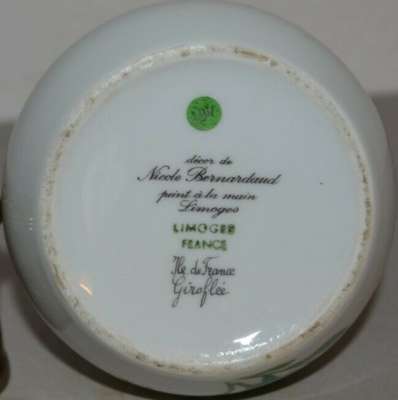 décor de
Nicole Bernardaud
peint à la main
Limoges
LIMOGES
FRANCE
Ile de France
Giroflée